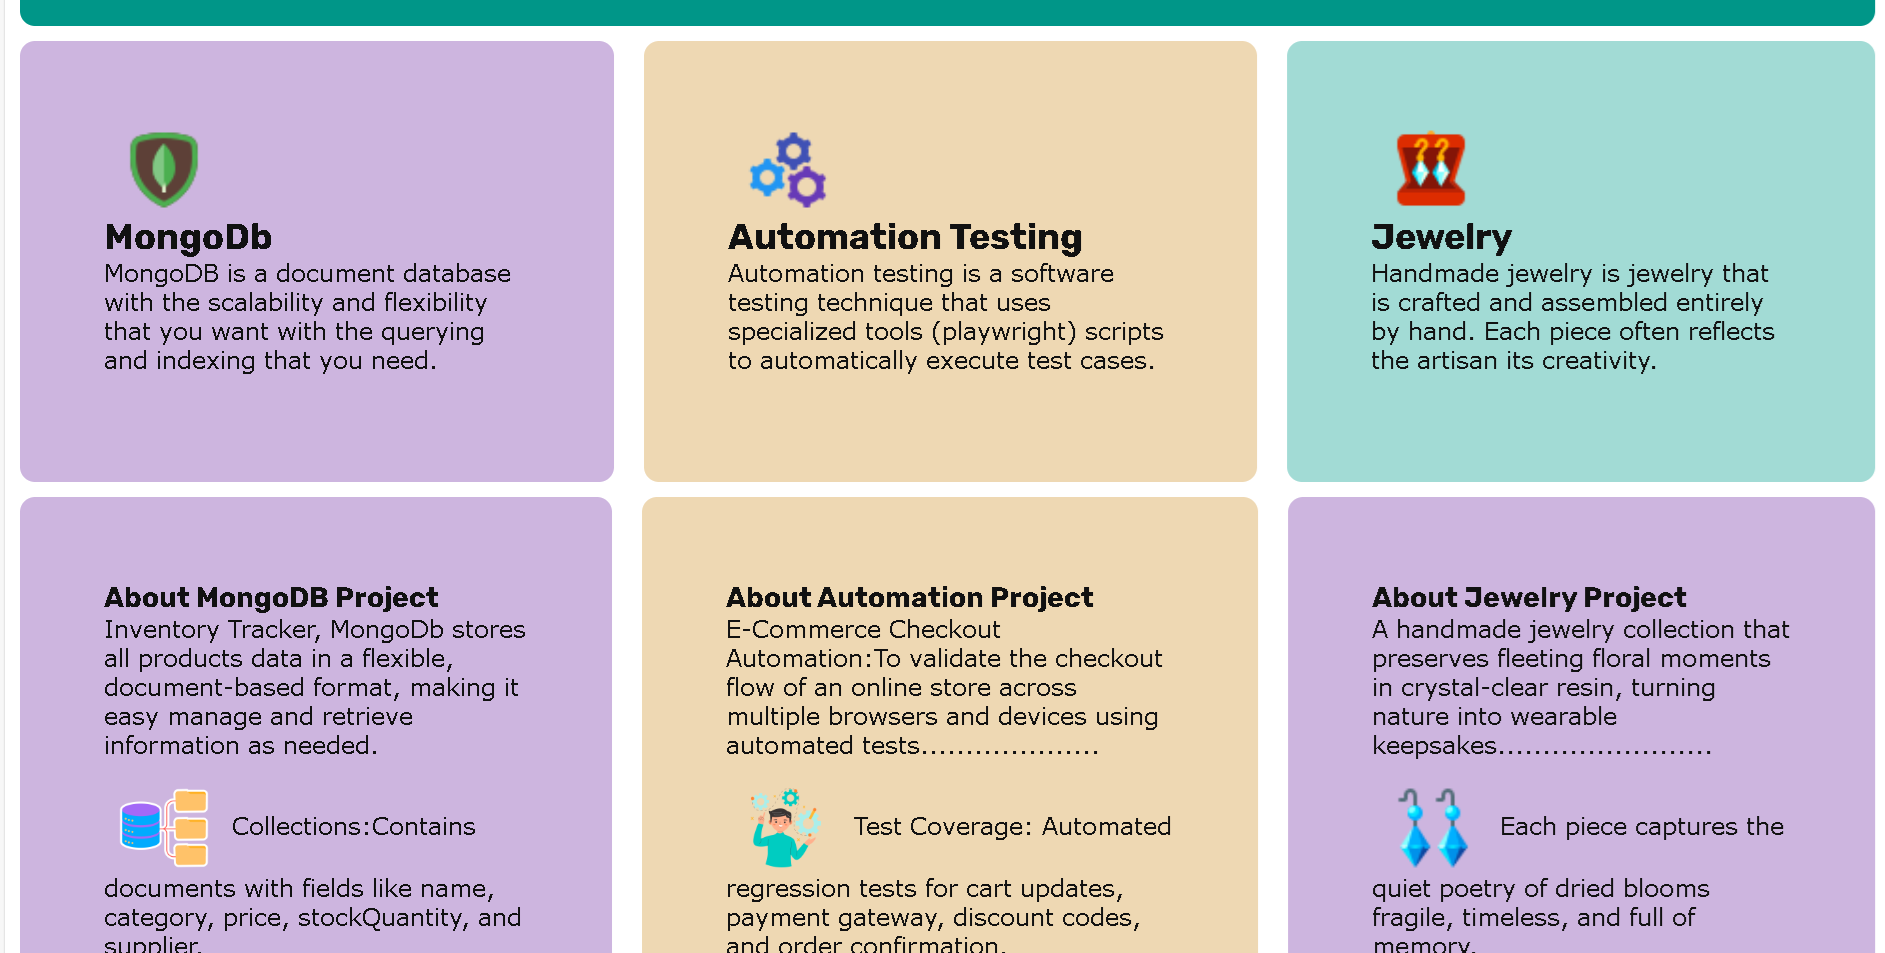 MongoDb
MongoDB is a document database
with the scalability and flexibility
that you want with the querying
and indexing that you need.
Automation Testing
Automation testing is a software
testing technique that uses
specialized tools (playwright) scripts
to automatically execute test cases.
Jewelry
Handmade jewelry is jewelry that
is crafted and assembled entirely
by hand. Each piece often reflects
the artisan its creativity.
About MongoDB Project
Inventory Tracker, MongoDb stores
all products data in a flexible,
document-based format, making it
easy manage and retrieve
information as needed.
Collections:Contains
documents with fields like name,
category, price, stockQuantity, and
supplier.
About Automation Project
E-Commerce Checkout
Automation:To validate the checkout
flow of an online store across
multiple browsers and devices using
automated tests....................
Test Coverage: Automated
regression tests for cart updates,
payment gateway, discount codes,
and order confirmation.
About Jewelry Project
A handmade jewelry collection that
preserves fleeting floral moments
in crystal-clear resin, turning
nature into wearable
keepsakes........................
Each piece captures the
quiet poetry of dried blooms
fragile, timeless, and full of
memory.